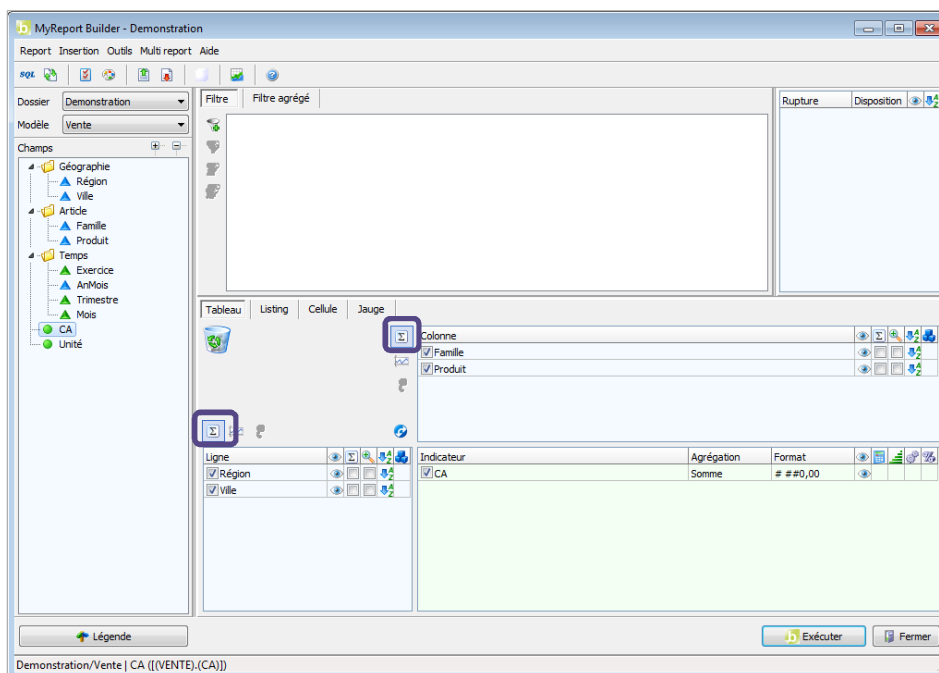 MyReport Builder - Demonstration
Report Insertion Outils Multi report Aide
SQL
Dossier Demonstration
Modèle Vente
Champs
Géographie
Région
Ville
Article
Famille
Produit
Temps
Exercice
AnMois
Trimestre
Mois
CA
Unité
Filtre Filtre agrégé
Rupture Disposition
Tableau Listing Cellule Jauge
Σ Colonne Σ
Famille
Produit
Σ
Ligne Σ
Région
Ville
Indicateur Agrégation Format
CA Somme # ##0,00
Légende
Exécuter Fermer
Demonstration/Vente | CA ([(VENTE).(CA)])